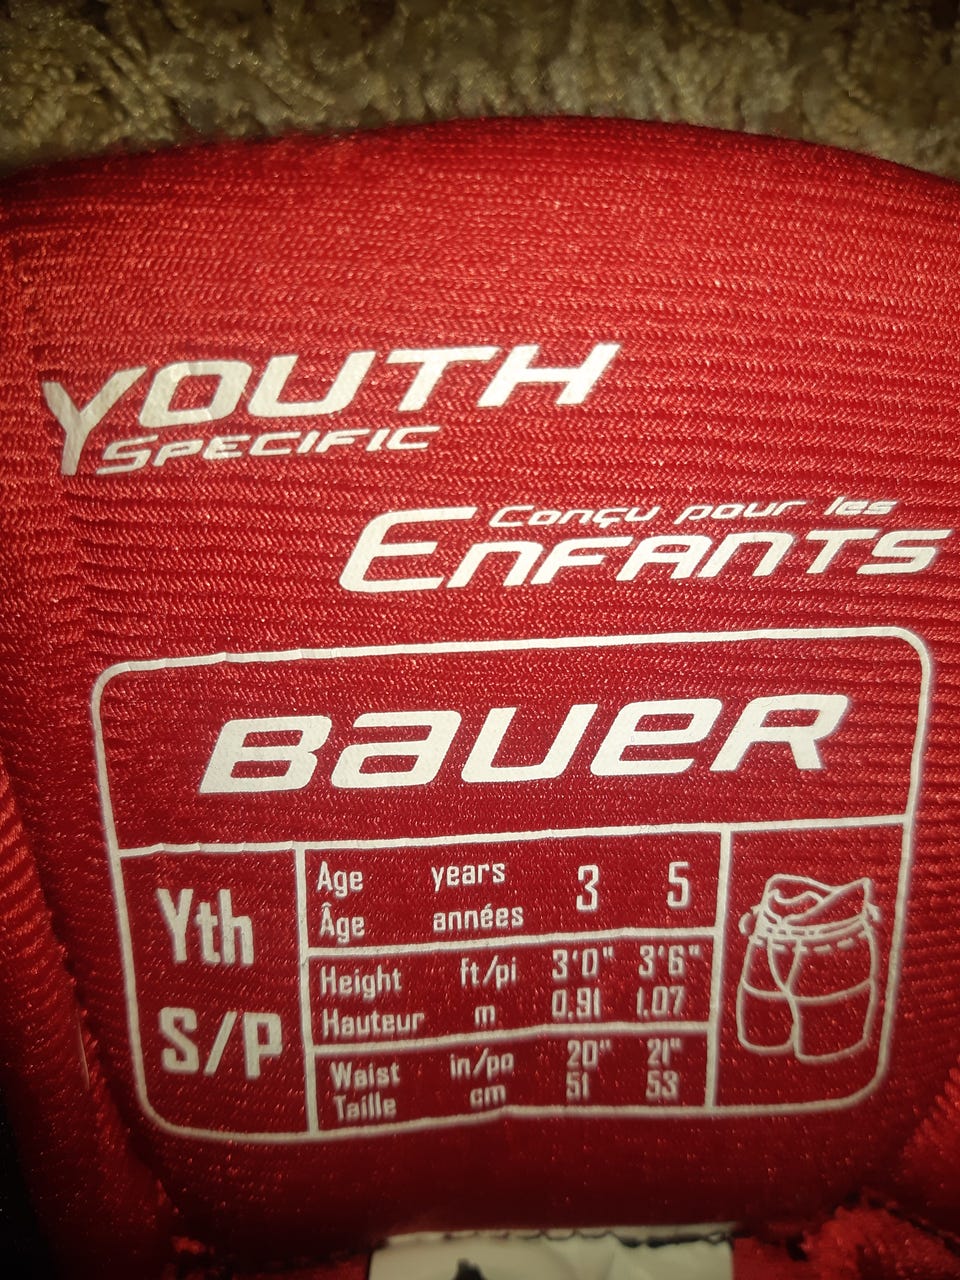 YOUTH
SPECIFIC
Conçu pour les
ENFANTS
BAUER
Yth
S/P
Age years 3 5
Âge années
Height ft/pi 3'0" 3'6"
Hauteur m 0.91 1.07
Waist in/po 20" 21"
Taille cm 51 53